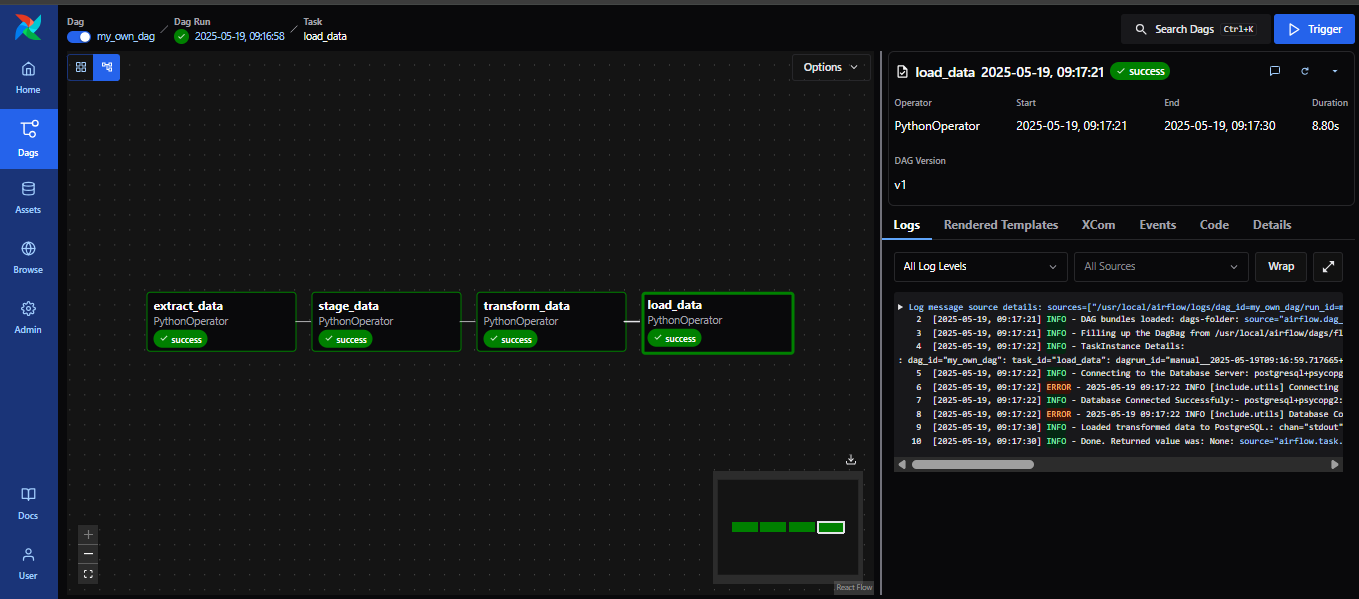 Dag
my_own_dag
Dag Run
2025-05-19, 09:16:58
Task
load_data
Search Dags Ctrl+K
Trigger
Home
Dags
Assets
Browse
Admin
Docs
User
Options
extract_data
PythonOperator
success
stage_data
PythonOperator
success
transform_data
PythonOperator
success
load_data
PythonOperator
success
React Flow
load_data 2025-05-19, 09:17:21 success
Operator Start End Duration
PythonOperator 2025-05-19, 09:17:21 2025-05-19, 09:17:30 8.80s
DAG Version
v1
Logs Rendered Templates XCom Events Code Details
All Log Levels All Sources Wrap
Log message source details: sources=["/usr/local/airflow/logs/dag_id=my_own_dag/run_id=m
2 [2025-05-19, 09:17:21] INFO - DAG bundles loaded: dags-folder: source="airflow.dag_
3 [2025-05-19, 09:17:21] INFO - Filling up the DagBag from /usr/local/airflow/dags/fl
4 [2025-05-19, 09:17:22] INFO - TaskInstance Details:
: dag_id="my_own_dag": task_id="load_data": dagrun_id="manual__2025-05-19T09:16:59.717665+
5 [2025-05-19, 09:17:22] INFO - Connecting to the Database Server: postgresql+psycopg
6 [2025-05-19, 09:17:22] ERROR - 2025-05-19 09:17:22 INFO [include.utils] Connecting
7 [2025-05-19, 09:17:22] INFO - Database Connected Successfuly:- postgresql+psycopg2:
8 [2025-05-19, 09:17:22] ERROR - 2025-05-19 09:17:22 INFO [include.utils] Database Co
9 [2025-05-19, 09:17:30] INFO - Loaded transformed data to PostgreSQL.: chan="stdout"
10 [2025-05-19, 09:17:30] INFO - Done. Returned value was: None: source="airflow.task.